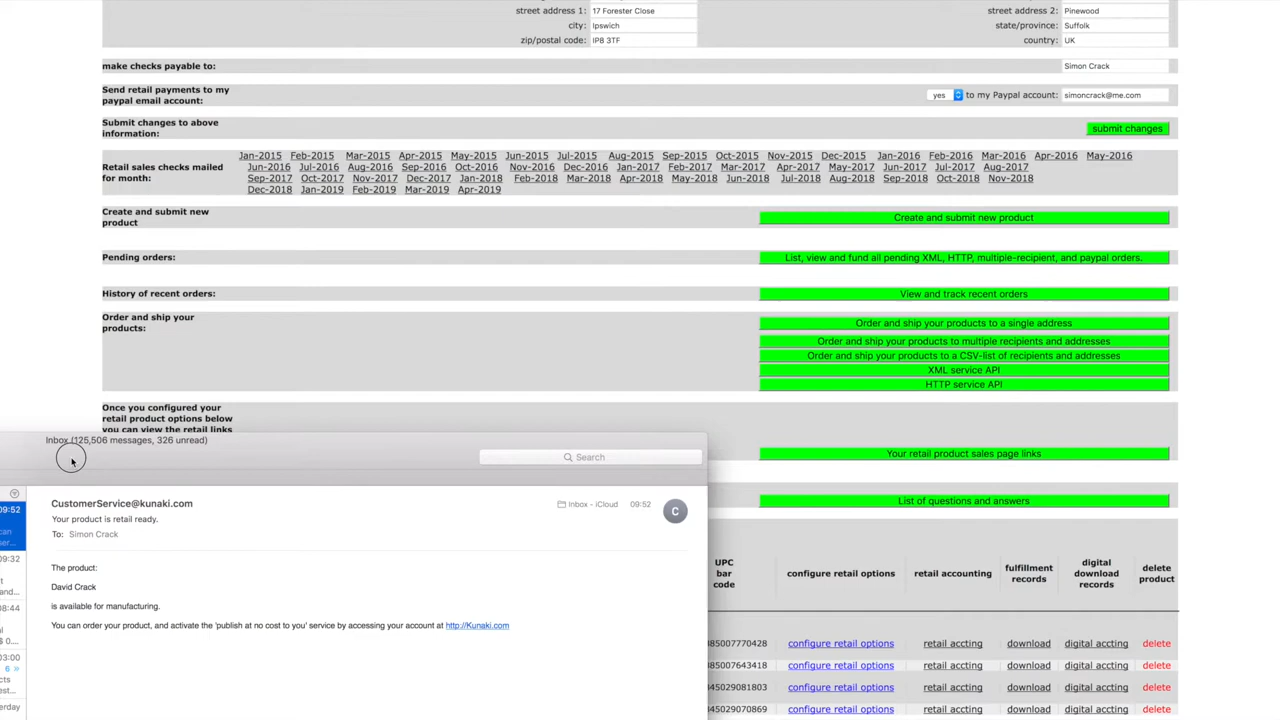 street address 1: 17 Forester Close street address 2: Pinewood
city: Ipswich state/province: Suffolk
zip/postal code: IP8 3TF country: UK
make checks payable to: Simon Crack
Send retail payments to my
paypal email account: yes to my Paypal account: simoncrack@me.com
Submit changes to above
information: submit changes
Retail sales checks mailed
for month:
Jan-2015 Feb-2015 Mar-2015 Apr-2015 May-2015 Jun-2015 Jul-2015 Aug-2015 Sep-2015 Oct-2015 Nov-2015 Dec-2015 Jan-2016 Feb-2016 Mar-2016 Apr-2016 May-2016
Jun-2016 Jul-2016 Aug-2016 Sep-2016 Oct-2016 Nov-2016 Dec-2016 Jan-2017 Feb-2017 Mar-2017 Apr-2017 May-2017 Jun-2017 Jul-2017 Aug-2017
Sep-2017 Oct-2017 Nov-2017 Dec-2017 Jan-2018 Feb-2018 Mar-2018 Apr-2018 May-2018 Jun-2018 Jul-2018 Aug-2018 Sep-2018 Oct-2018 Nov-2018
Dec-2018 Jan-2019 Feb-2019 Mar-2019 Apr-2019
Create and submit new
product Create and submit new product
Pending orders: List, view and fund all pending XML, HTTP, multiple-recipient, and paypal orders.
History of recent orders: View and track recent orders
Order and ship your
products:
Order and ship your products to a single address
Order and ship your products to multiple recipients and addresses
Order and ship your products to a CSV-list of recipients and addresses
XML service API
HTTP service API
Once you configured your
retail product options below
you can view the retail links
Your retail product sales page links
List of questions and answers
Inbox (125,506 messages, 326 unread)
Search
09:52
09:32
and...
08:44
$ 0....
03:00
6
CustomerService@kunaki.com Inbox - iCloud 09:52 C
Your product is retail ready.
To: Simon Crack
The product:
David Crack
is available for manufacturing.
You can order your product, and activate the 'publish at no cost to you' service by accessing your account at http://Kunaki.com
UPC
bar
code
configure retail options
retail accounting
fulfillment
records
digital
download
records
delete
product
85007770428 configure retail options retail accting download digital accting delete
85007643418 configure retail options retail accting download digital accting delete
45029081803 configure retail options retail accting download digital accting delete
45029070869 configure retail options retail accting download digital accting delete